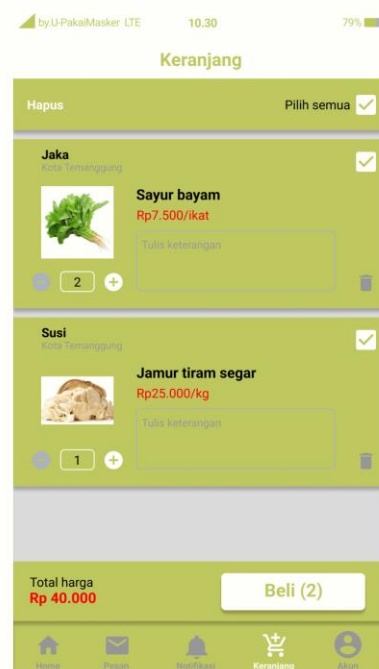 by.U-PakaiMasker LTE 10.30 79%
Keranjang
Hapus Pilih semua
Jaka
Kota Temanggung
Sayur bayam
Rp7.500/ikat
Tulis keterangan
2 +
Susi
Kota Temanggung
Jamur tiram segar
Rp25.000/kg
Tulis keterangan
1 +
Total harga
Rp 40.000
Beli (2)
Home Pesan Notifikasi Keranjang Akun